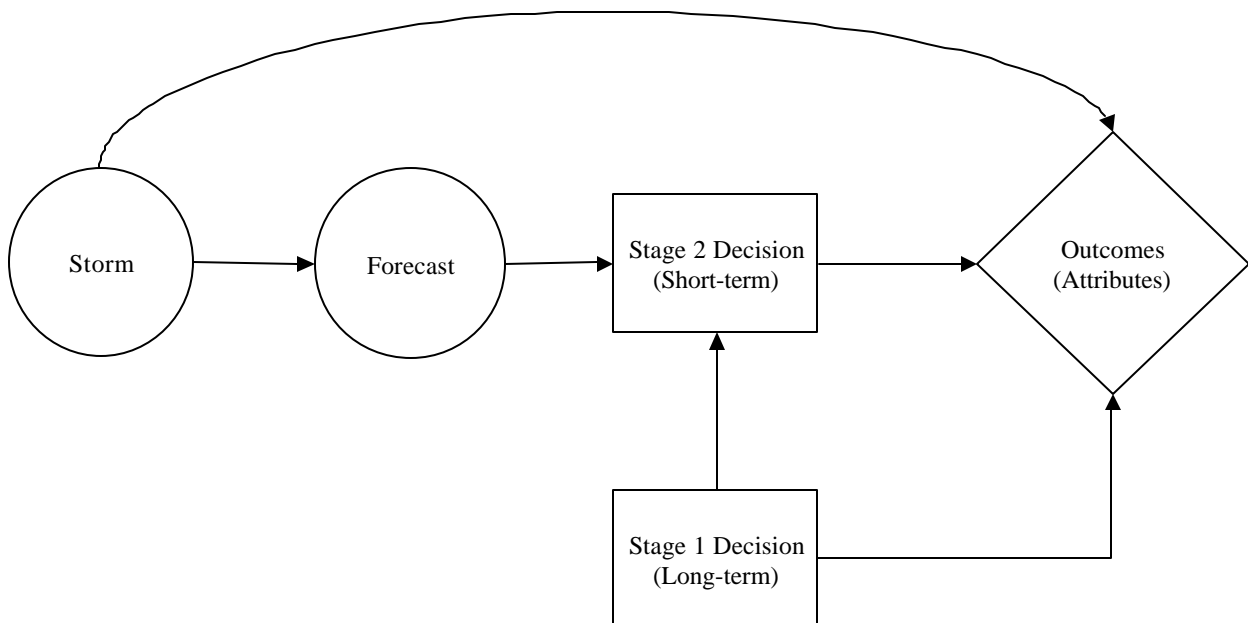 Storm
Forecast
Stage 2 Decision
(Short-term)
Outcomes
(Attributes)
Stage 1 Decision
(Long-term)